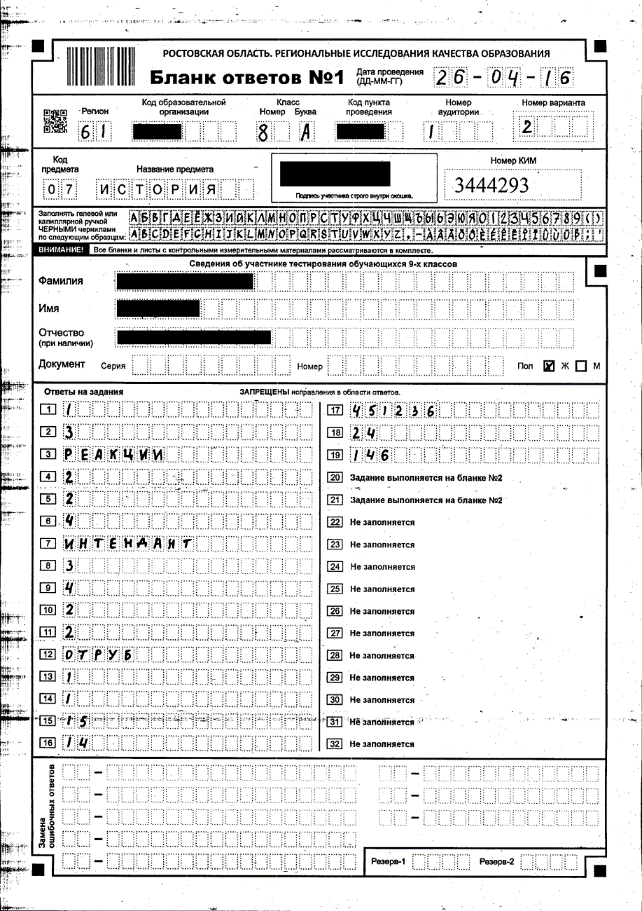 РОСТОВСКАЯ ОБЛАСТЬ. РЕГИОНАЛЬНЫЕ ИССЛЕДОВАНИЯ КАЧЕСТВА ОБРАЗОВАНИЯ
Бланк ответов №1 Дата проведения (ДД-ММ-ГГ) 26-04-16
Регион Код образовательной организации Класс Номер Буква Код пункта проведения Номер аудитории Номер варианта
61 8 А 1 2
Код предмета Название предмета Номер КИМ
07 ИСТОРИЯ 3444293
Подпись участника строго внутри окошка.
Заполнять гелевой или капиллярной ручкой ЧЕРНЫМИ чернилами по следующим образцам:
АБВГДЕЁЖЗИЙКЛМНОПРСТУФХЦЧШЩЪЫЬЭЮЯ0123456789()
ABCDEFGHIJKLMNOPQRSTUVWXYZ
ВНИМАНИЕ! Все бланки и листы с контрольными измерительными материалами рассматриваются в комплекте.
Сведения об участнике тестирования обучающихся 9-х классов
Фамилия
Имя
Отчество
(при наличии)
Документ Серия Номер Пол Ж М
Ответы на задания ЗАПРЕЩЕНЫ исправления в области ответов.
1 1
2 3
3 РЕАКЦИИ
4 2
5 2
6 4
7 ИНТЕНДАНТ
8 3
9 4
10 2
11 2
12 ОТРУБ
13 1
14 1
15 15
16 14
17 451236
18 24
19 146
20 Задание выполняется на бланке №2
21 Задание выполняется на бланке №2
22 Не заполняется
23 Не заполняется
24 Не заполняется
25 Не заполняется
26 Не заполняется
27 Не заполняется
28 Не заполняется
29 Не заполняется
30 Не заполняется
31 Не заполняется
32 Не заполняется
Замена ошибочных ответов
Резерв-1 Резерв-2